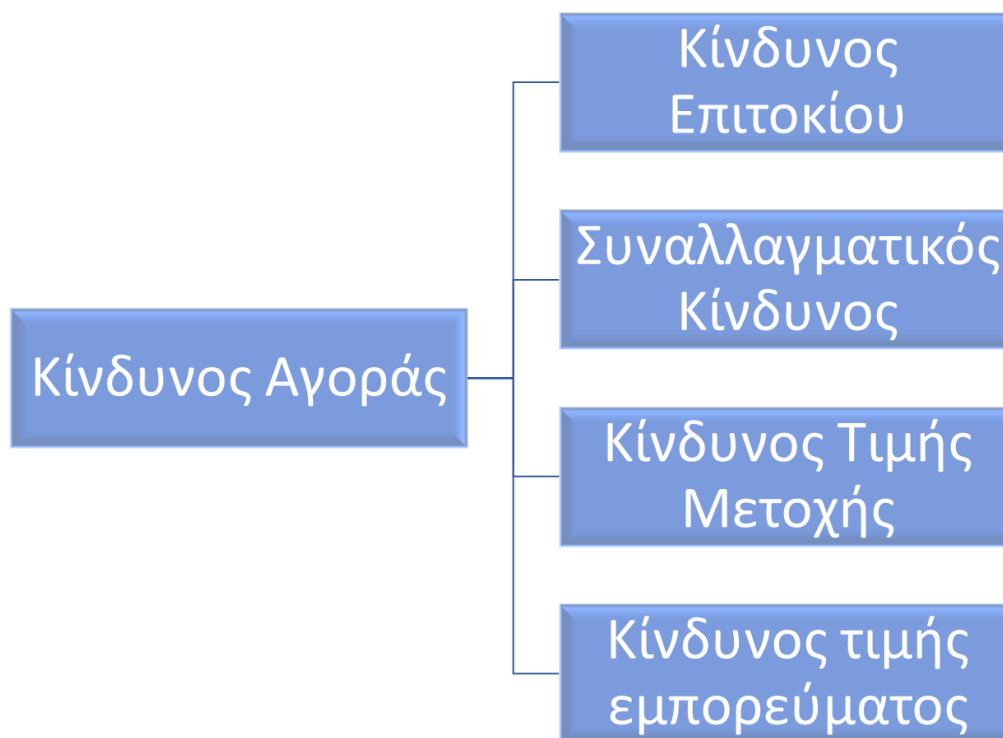 Κίνδυνος
Επιτοκίου
Συναλλαγματικός
Κίνδυνος
Κίνδυνος Αγοράς
Κίνδυνος Τιμής
Μετοχής
Κίνδυνος τιμής
εμπορεύματος